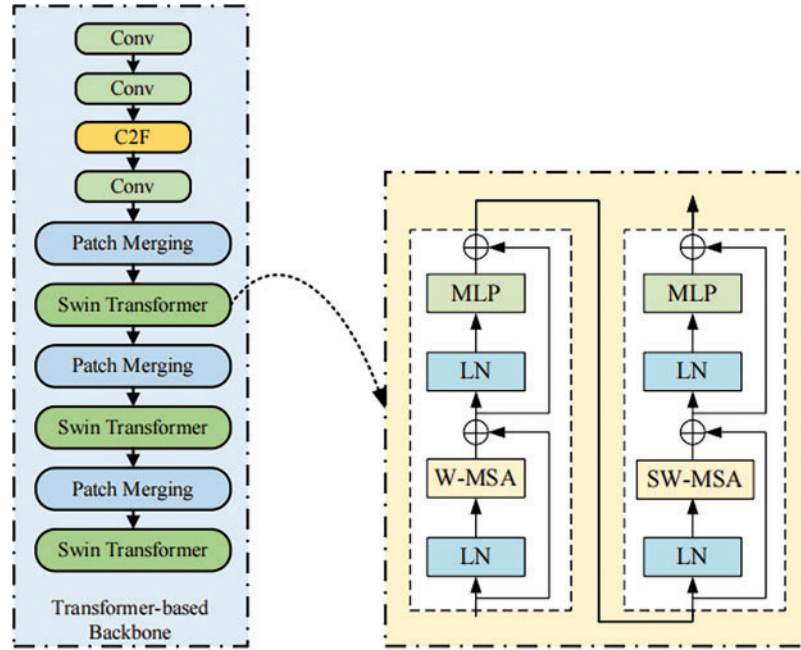 Conv
Conv
C2F
Conv
Patch Merging
Swin Transformer
Patch Merging
Swin Transformer
Patch Merging
Swin Transformer
Transformer-based
Backbone
MLP
LN
W-MSA
LN
MLP
LN
SW-MSA
LN